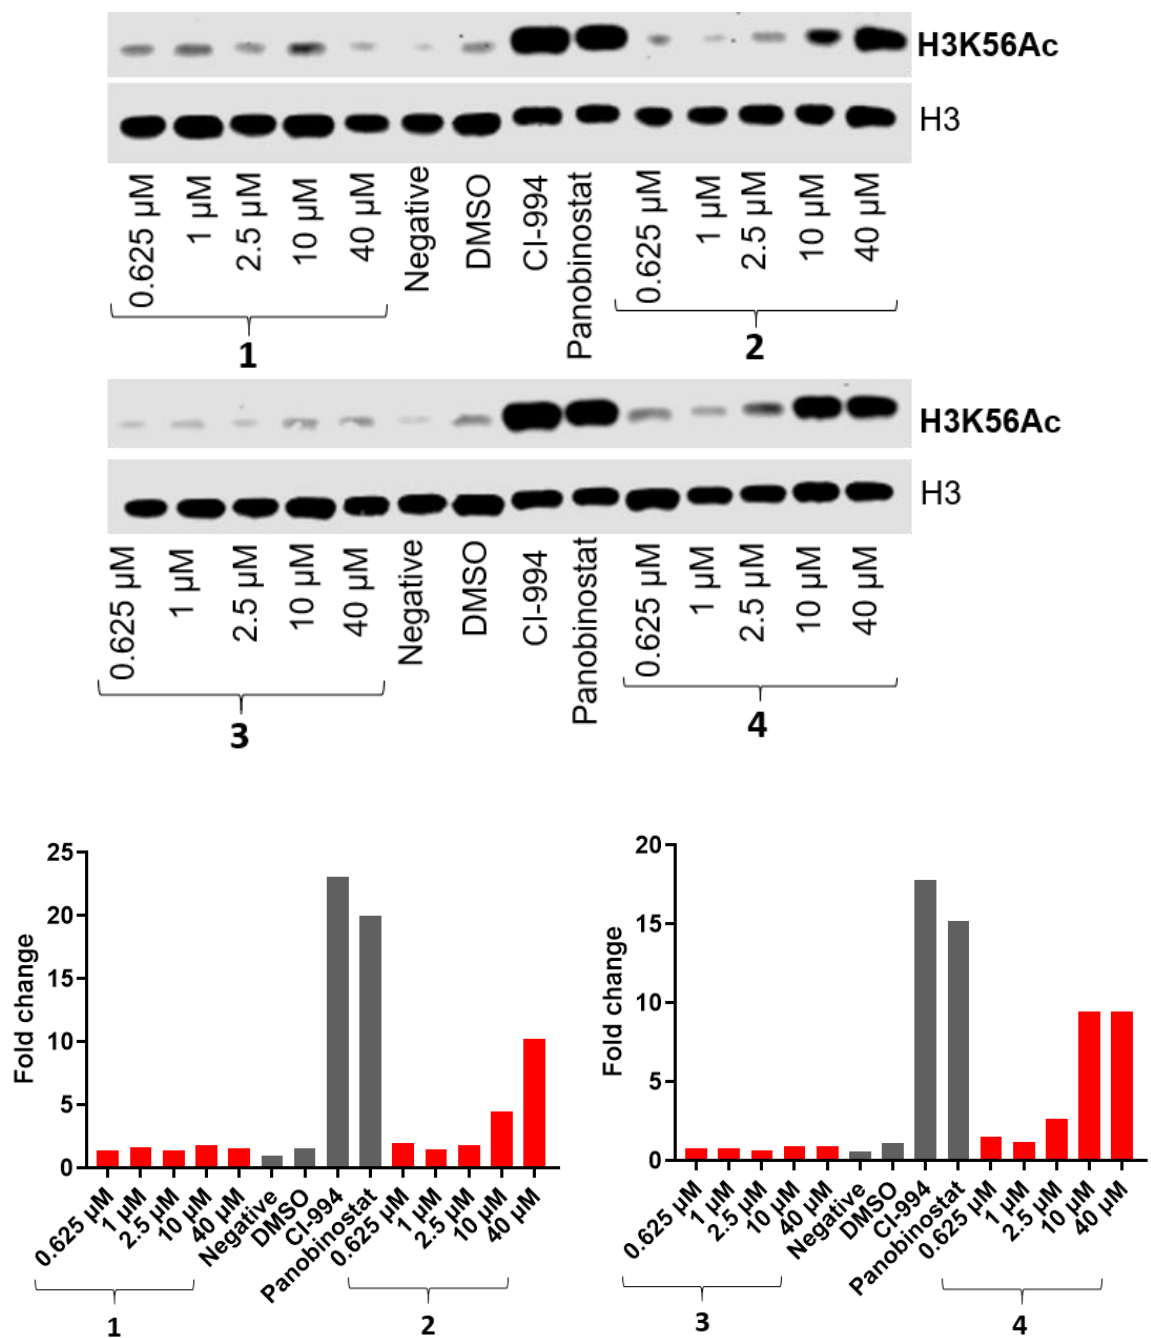 H3K56Ac
H3
0.625 µM
1 µM
2.5 µM
10 µM
40 µM
Negative
DMSO
CI-994
Panobinostat
0.625 µM
1 µM
2.5 µM
10 µM
40 µM
1
2
H3K56Ac
H3
0.625 µM
1 µM
2.5 µM
10 µM
40 µM
Negative
DMSO
CI-994
Panobinostat
0.625 µM
1 µM
2.5 µM
10 µM
40 µM
3
4
Fold change
25
20
15
10
5
0
0.625 µM
1 µM
2.5 µM
10 µM
40 µM
Negative
DMSO
CI-994
Panobinostat
0.625 µM
1 µM
2.5 µM
10 µM
40 µM
1
2
Fold change
20
15
10
5
0
0.625 µM
1 µM
2.5 µM
10 µM
40 µM
Negative
DMSO
CI-994
Panobinostat
0.625 µM
1 µM
2.5 µM
10 µM
40 µM
3
4